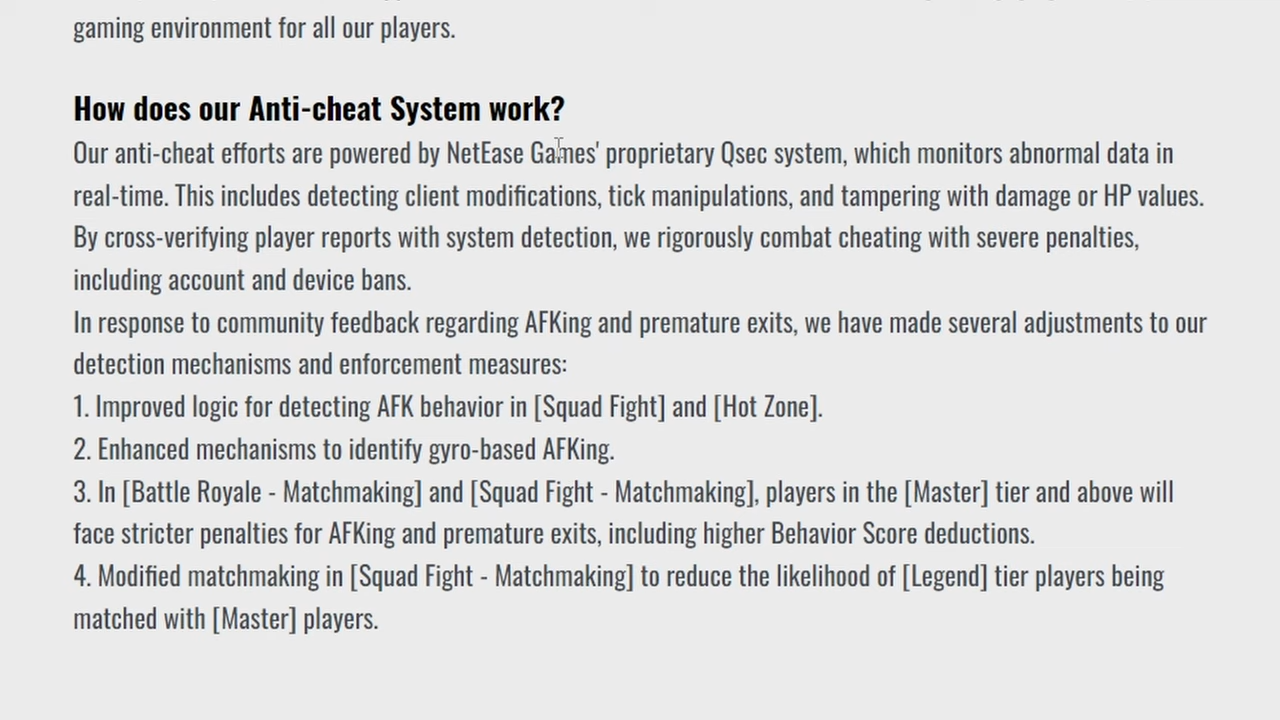 gaming environment for all our players.
How does our Anti-cheat System work?
Our anti-cheat efforts are powered by NetEase Games' proprietary Qsec system, which monitors abnormal data in
real-time. This includes detecting client modifications, tick manipulations, and tampering with damage or HP values.
By cross-verifying player reports with system detection, we rigorously combat cheating with severe penalties,
including account and device bans.
In response to community feedback regarding AFKing and premature exits, we have made several adjustments to our
detection mechanisms and enforcement measures:
1. Improved logic for detecting AFK behavior in [Squad Fight] and [Hot Zone].
2. Enhanced mechanisms to identify gyro-based AFKing.
3. In [Battle Royale - Matchmaking] and [Squad Fight - Matchmaking], players in the [Master] tier and above will
face stricter penalties for AFKing and premature exits, including higher Behavior Score deductions.
4. Modified matchmaking in [Squad Fight - Matchmaking] to reduce the likelihood of [Legend] tier players being
matched with [Master] players.